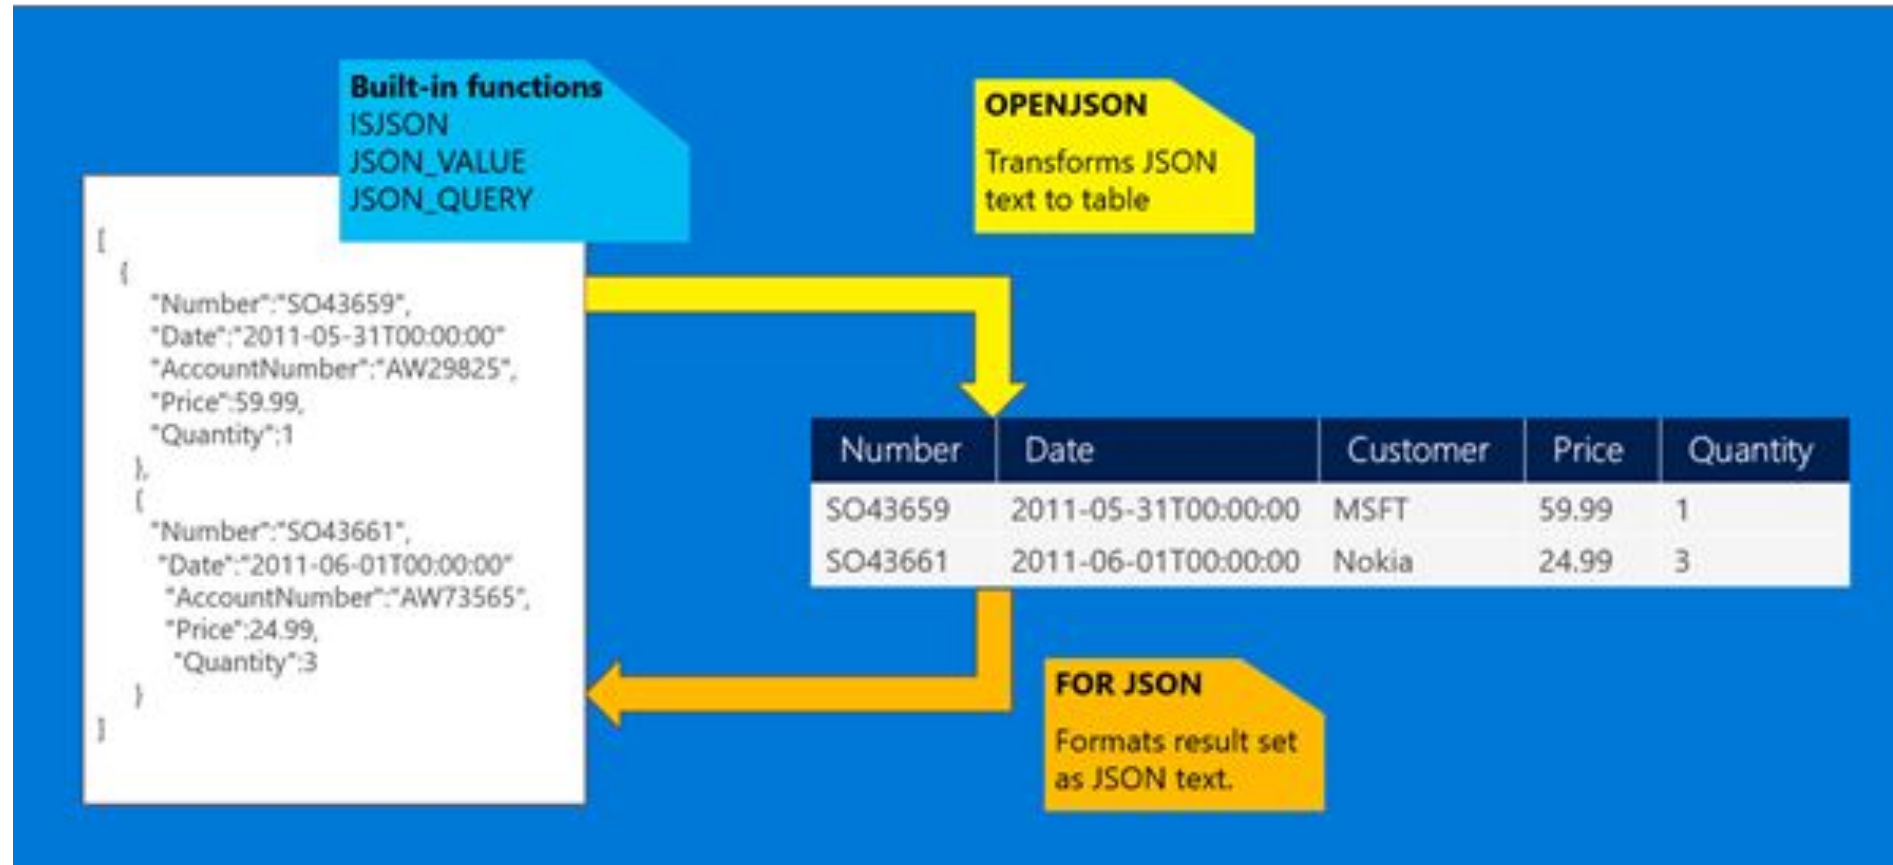 Built-in functions
ISJSON
JSON_VALUE
JSON_QUERY
OPENJSON
Transforms JSON
text to table
[
{
"Number":"SO43659",
"Date":"2011-05-31T00:00:00"
"AccountNumber":"AW29825",
"Price":59.99,
"Quantity":1
},
{
"Number":"SO43661",
"Date":"2011-06-01T00:00:00"
"AccountNumber":"AW73565",
"Price":24.99,
"Quantity":3
}
]
Number Date Customer Price Quantity
SO43659 2011-05-31T00:00:00 MSFT 59.99 1
SO43661 2011-06-01T00:00:00 Nokia 24.99 3
FOR JSON
Formats result set
as JSON text.